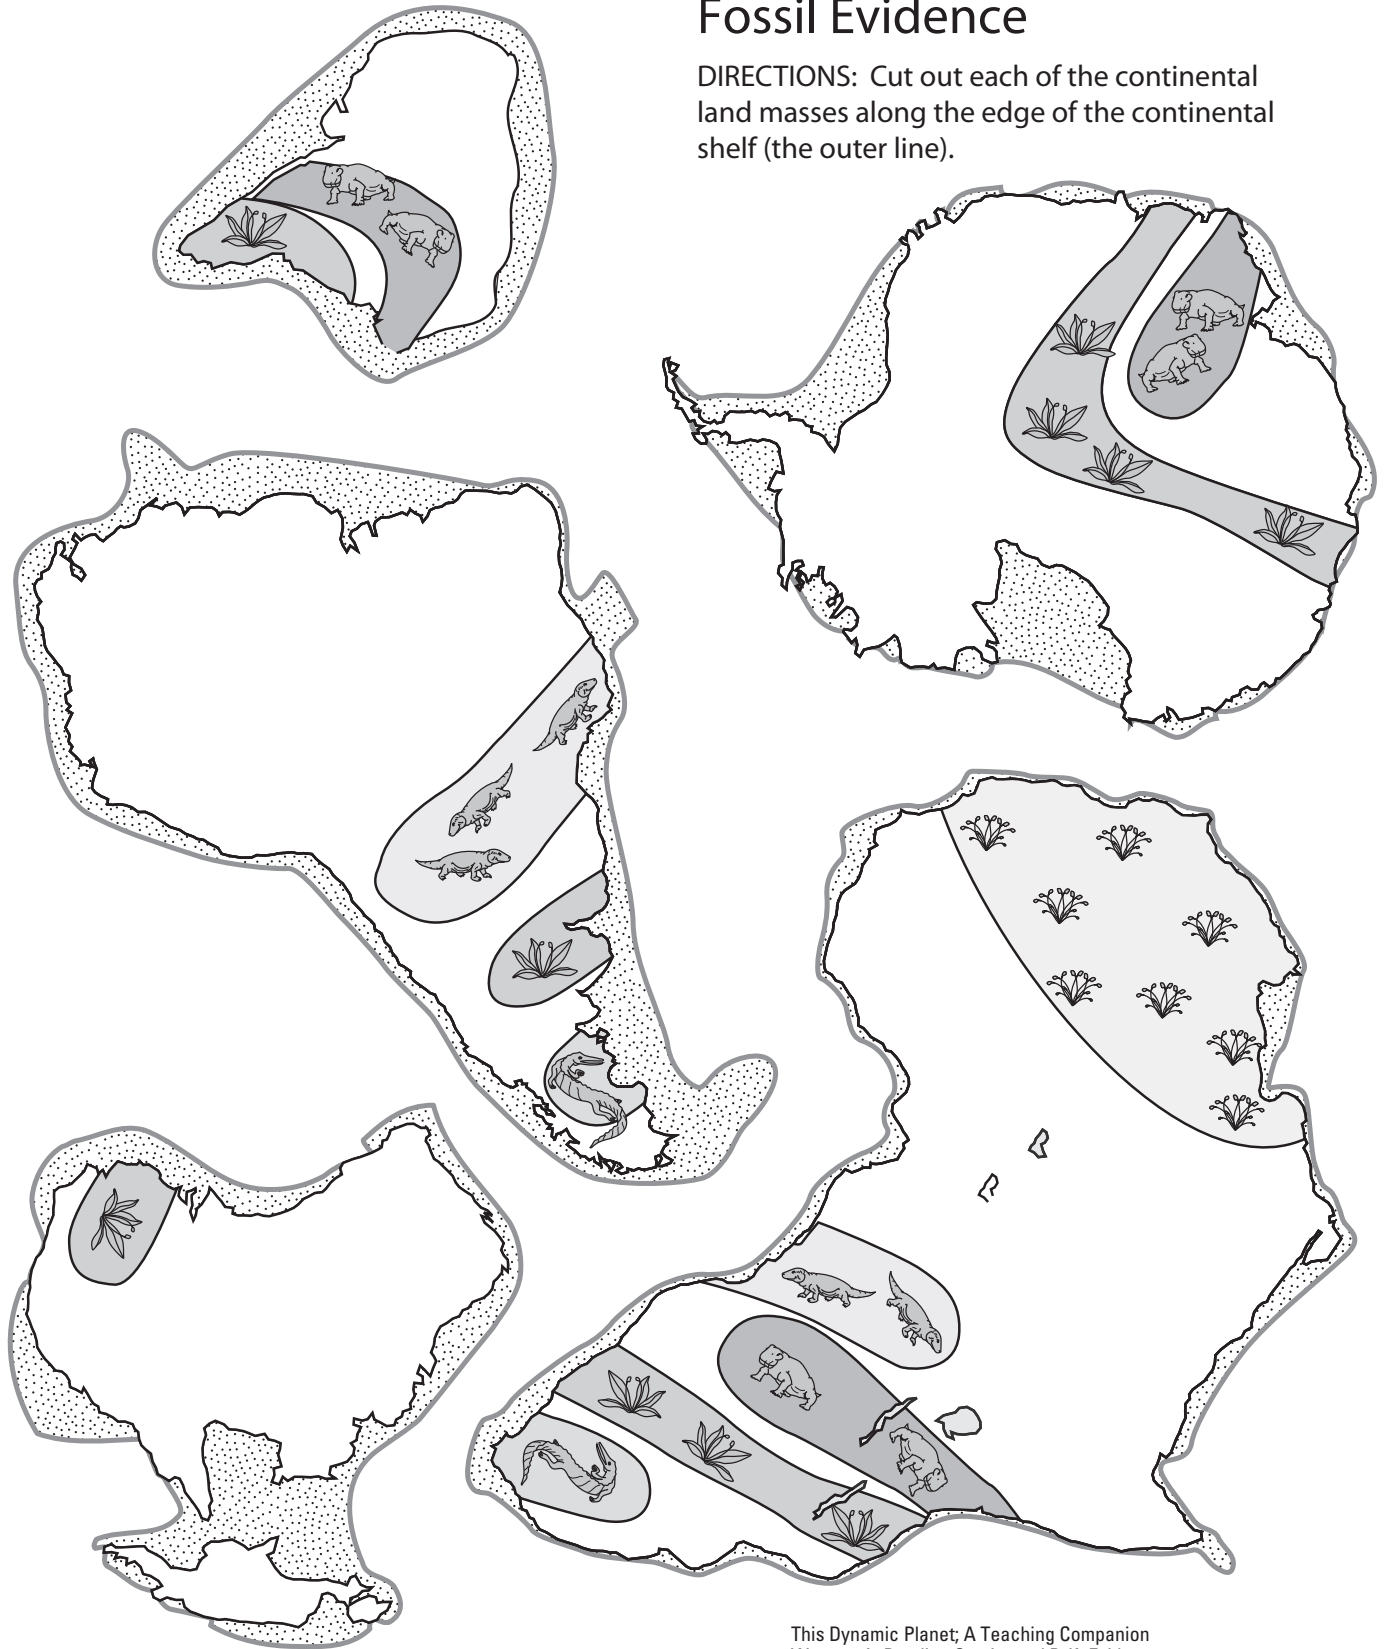 Fossil Evidence
DIRECTIONS: Cut out each of the continental
land masses along the edge of the continental
shelf (the outer line).
This Dynamic Planet; A Teaching Companion